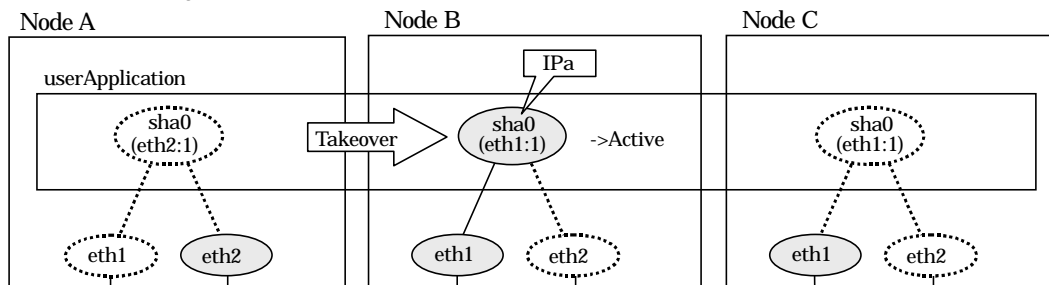 Node A
Node B
Node C
IPa
userApplication
sha0
(eth2:1)
Takeover
sha0
(eth1:1)
->Active
sha0
(eth1:1)
eth1
eth2
eth1
eth2
eth1
eth2